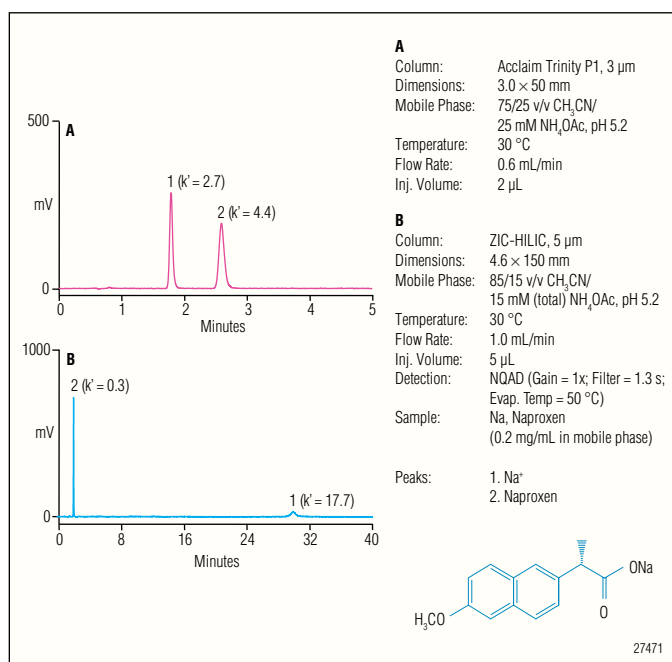 A
Column: Acclaim Trinity P1, 3 µm
Dimensions: 3.0 × 50 mm
Mobile Phase: 75/25 v/v CH₃CN/
25 mM NH₄OAc, pH 5.2
Temperature: 30 °C
Flow Rate: 0.6 mL/min
Inj. Volume: 2 µL
B
Column: ZIC-HILIC, 5 µm
Dimensions: 4.6 × 150 mm
Mobile Phase: 85/15 v/v CH₃CN/
15 mM (total) NH₄OAc, pH 5.2
Temperature: 30 °C
Flow Rate: 1.0 mL/min
Inj. Volume: 5 µL
Detection: NQAD (Gain = 1x; Filter = 1.3 s;
Evap. Temp = 50 °C)
Sample: Na, Naproxen
(0.2 mg/mL in mobile phase)
Peaks: 1. Na⁺
2. Naproxen
500
A
1 (k' = 2.7)
2 (k' = 4.4)
mV
0
0 1 2 3 4 5
Minutes
1000
B
2 (k' = 0.3)
mV
1 (k' = 17.7)
0
0 8 16 24 32 40
Minutes
ONa
O
H₃CO
27471